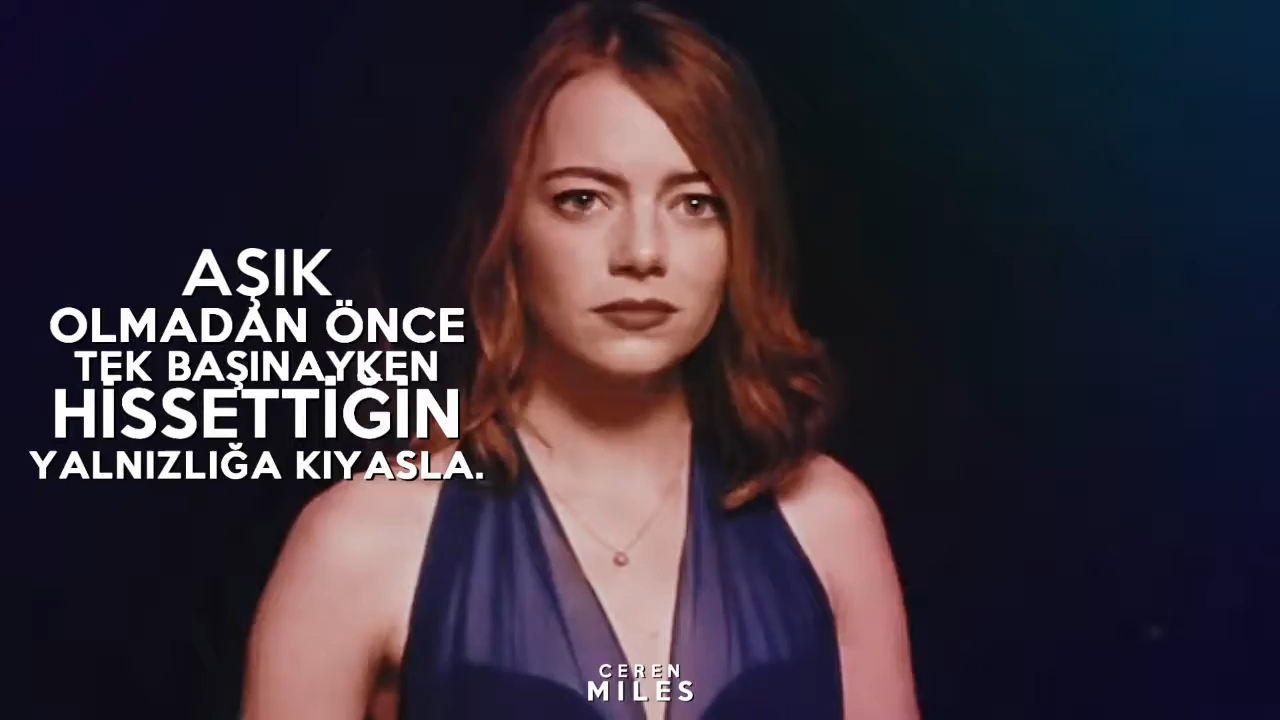 AŞIK
OLMADAN ÖNCE
TEK BAŞINAYKEN
HİSSETTİĞİN
YALNIZLIĞA KIYASLA.
CEREN
MILES